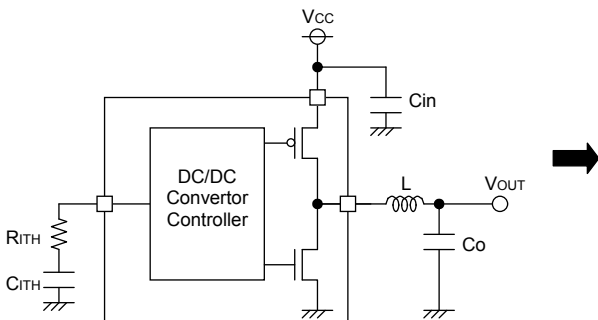 VCC
Cin
DC/DC
Convertor
Controller
L
VOUT
RITH
Co
CITH